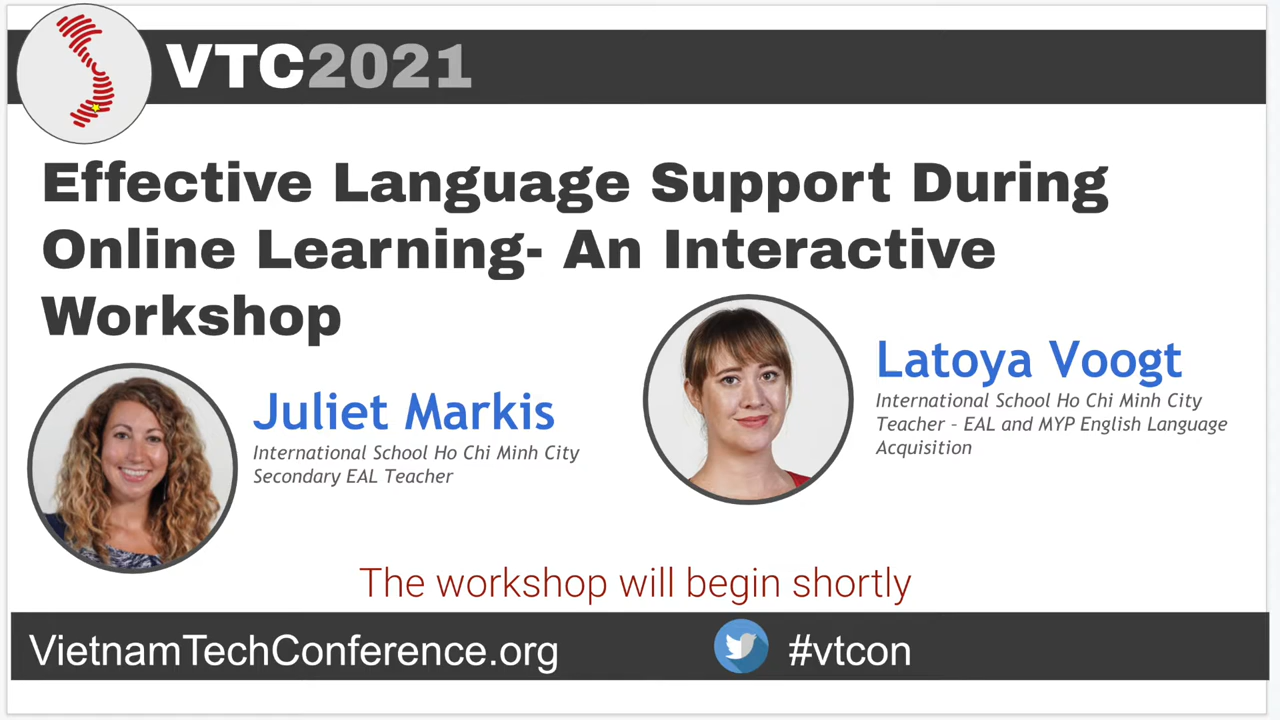 VTC2021
Effective Language Support During
Online Learning- An Interactive
Workshop
Juliet Markis
International School Ho Chi Minh City
Secondary EAL Teacher
Latoya Voogt
International School Ho Chi Minh City
Teacher – EAL and MYP English Language
Acquisition
The workshop will begin shortly
VietnamTechConference.org
#vtcon